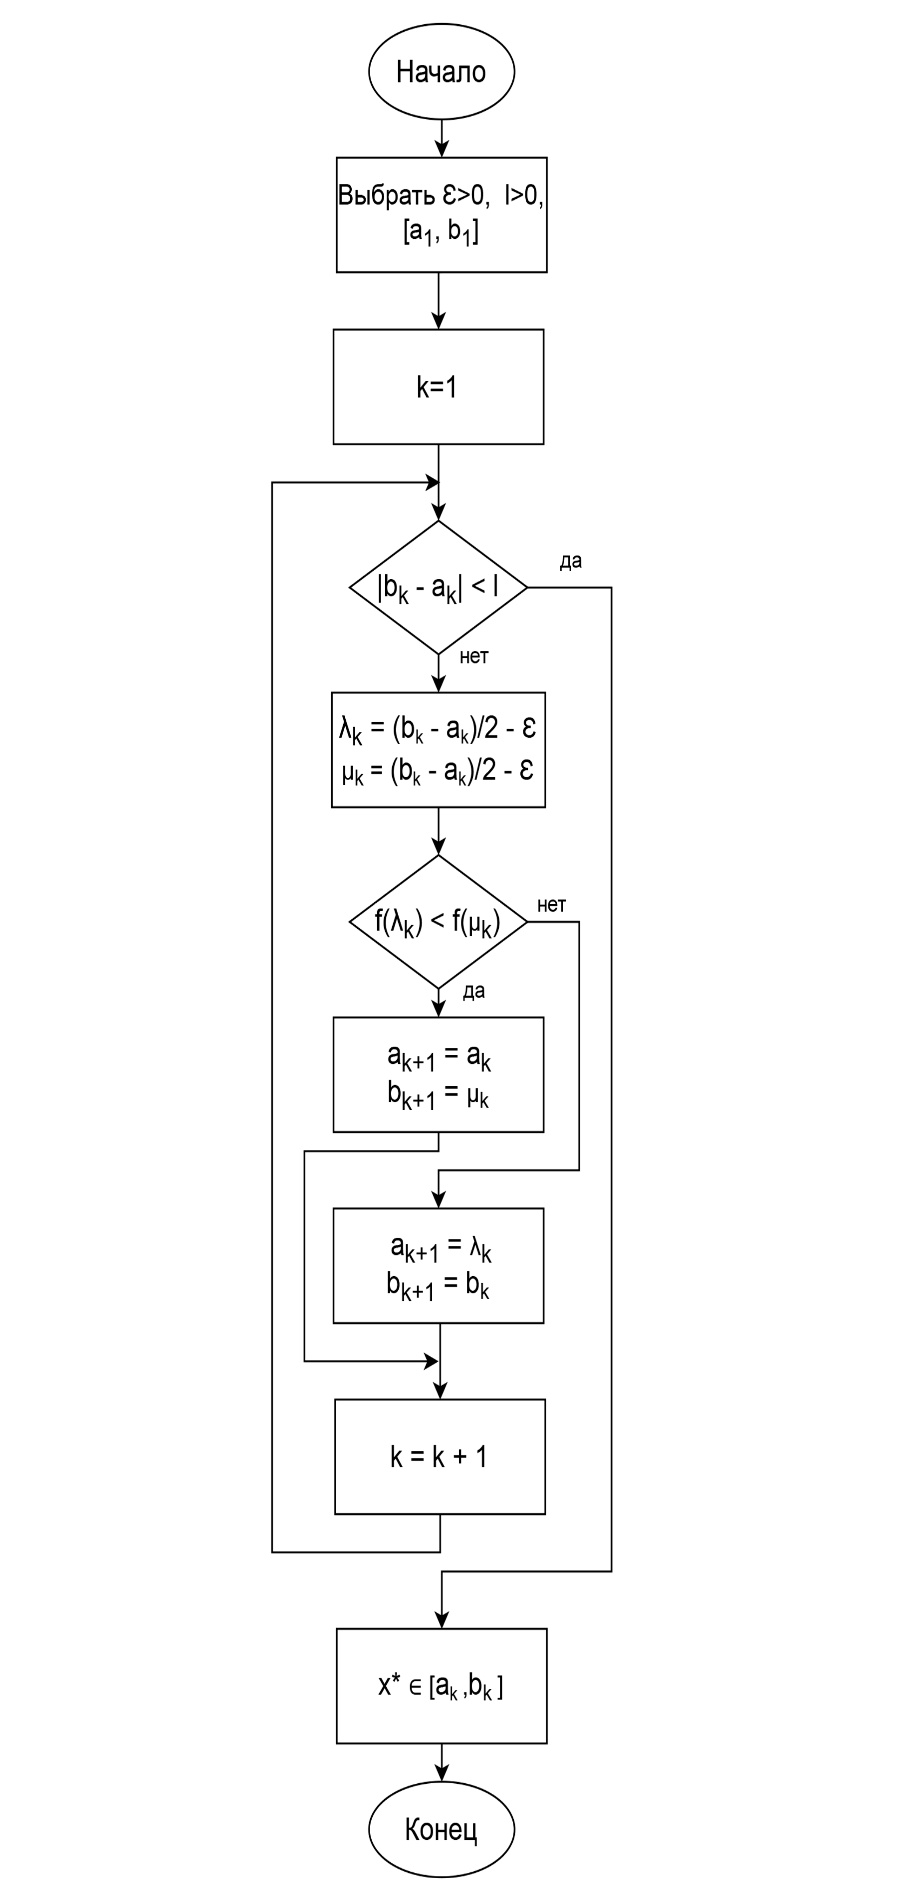 Начало
Выбрать Ɛ>0, l>0,
[a₁, b₁]
k=1
|bₖ - aₖ| < l
да
нет
λₖ = (bₖ - aₖ)/2 - Ɛ
μₖ = (bₖ - aₖ)/2 - Ɛ
f(λₖ) < f(μₖ)
нет
да
aₖ₊₁ = aₖ
bₖ₊₁ = μₖ
aₖ₊₁ = λₖ
bₖ₊₁ = bₖ
k = k + 1
x* ∈ [aₖ ,bₖ ]
Конец